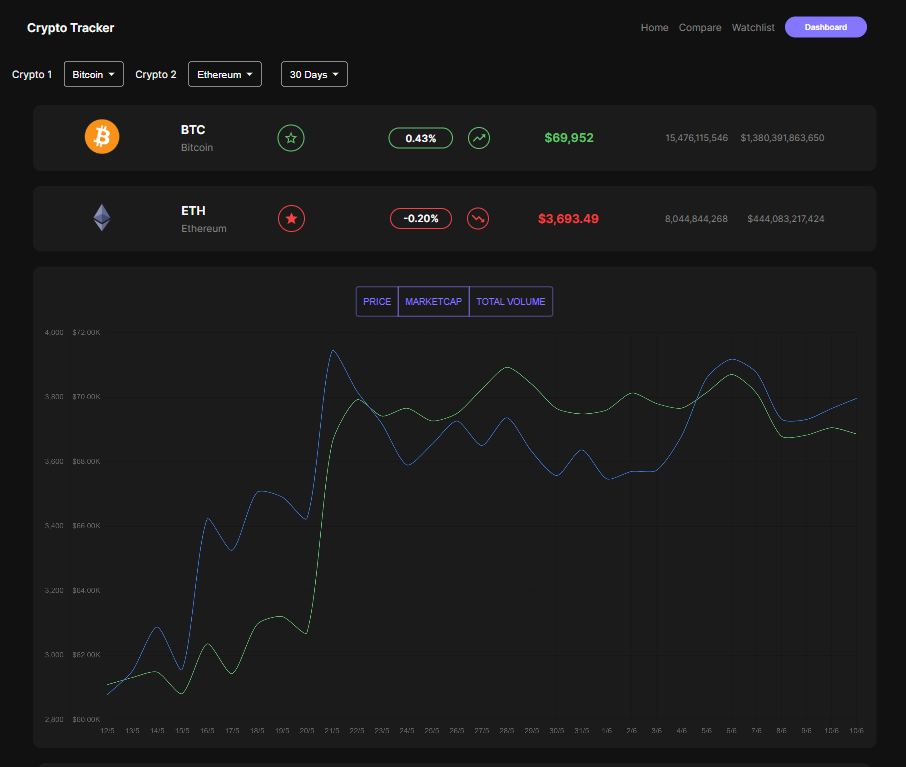 Crypto Tracker
Home Compare Watchlist Dashboard
Crypto 1 Bitcoin Crypto 2 Ethereum 30 Days
BTC
Bitcoin
0.43% $69,952 15,476,115,546 $1,380,391,863,650
ETH
Ethereum
-0.20% $3,693.49 8,044,844,268 $444,083,217,424
PRICE MARKETCAP TOTAL VOLUME
4,000 $72.00K
3,800 $70.00K
3,600 $68.00K
3,400 $66.00K
3,200 $64.00K
3,000 $62.00K
2,800 $60.00K
12/5 13/5 14/5 15/5 16/5 17/5 18/5 19/5 20/5 21/5 22/5 23/5 24/5 25/5 26/5 27/5 28/5 29/5 30/5 31/5 1/6 2/6 3/6 4/6 5/6 6/6 7/6 8/6 9/6 10/6 10/6